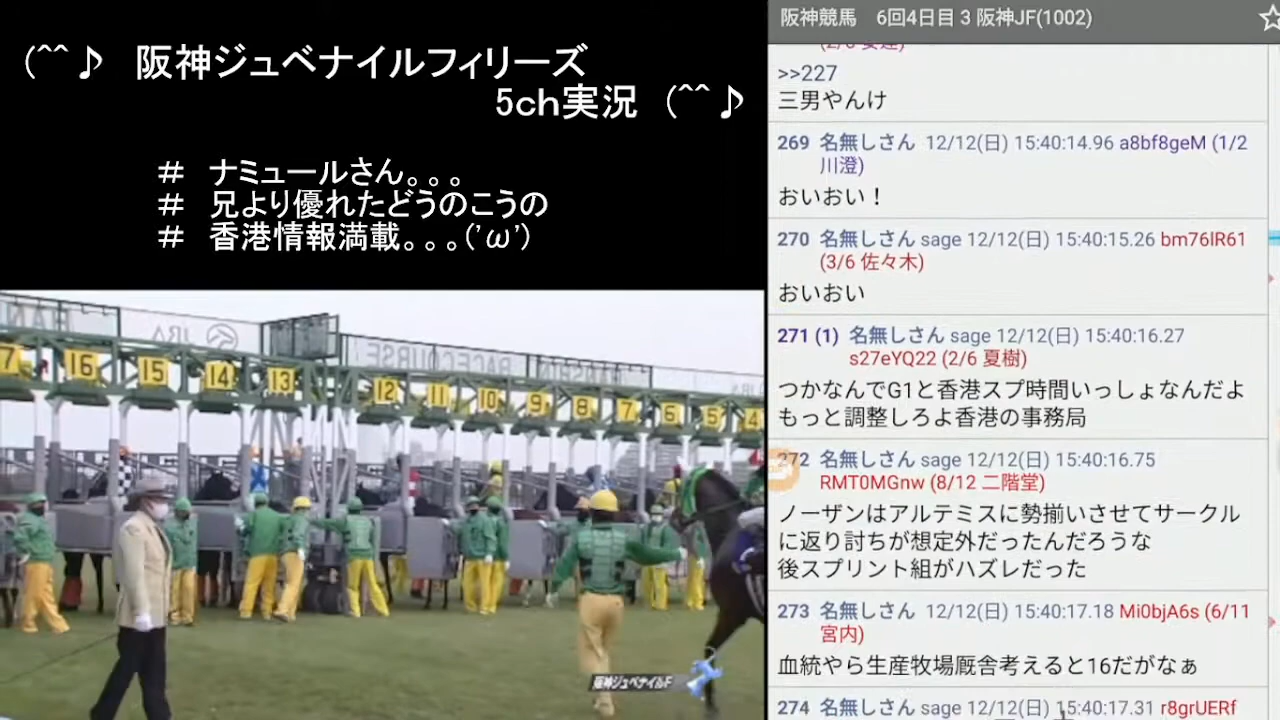 (^^♪　阪神ジュベナイルフィリーズ
5ch実況　(^^♪
＃　ナミュールさん。。。
＃　兄より優れたどうのこうの
＃　香港情報満載。。。('ω')
JRA
RACECOURSE
7 16 15 14 13 12 11 10 9 8 7 6 5 4
阪神ジュベナイルF
阪神競馬　6回4日目 3 阪神JF(1002)
>>227
三男やんけ
269 名無しさん 12/12(日) 15:40:14.96 a8bf8geM (1/2
川澄)
おいおい！
270 名無しさん sage 12/12(日) 15:40:15.26 bm76lR61
(3/6 佐々木)
おいおい
271 (1) 名無しさん sage 12/12(日) 15:40:16.27
s27eYQ22 (2/6 夏樹)
つかなんでG1と香港スプ時間いっしょなんだよ
もっと調整しろよ香港の事務局
272 名無しさん sage 12/12(日) 15:40:16.75
RMT0MGnw (8/12 二階堂)
ノーザンはアルテミスに勢揃いさせてサークル
に返り討ちが想定外だったんだろうな
後スプリント組がハズレだった
273 名無しさん 12/12(日) 15:40:17.18 Mi0bjA6s (6/11
宮内)
血統やら生産牧場厩舎考えると16だがなぁ
274 名無しさん sage 12/12(日) 15:40:17.31 r8grUERf